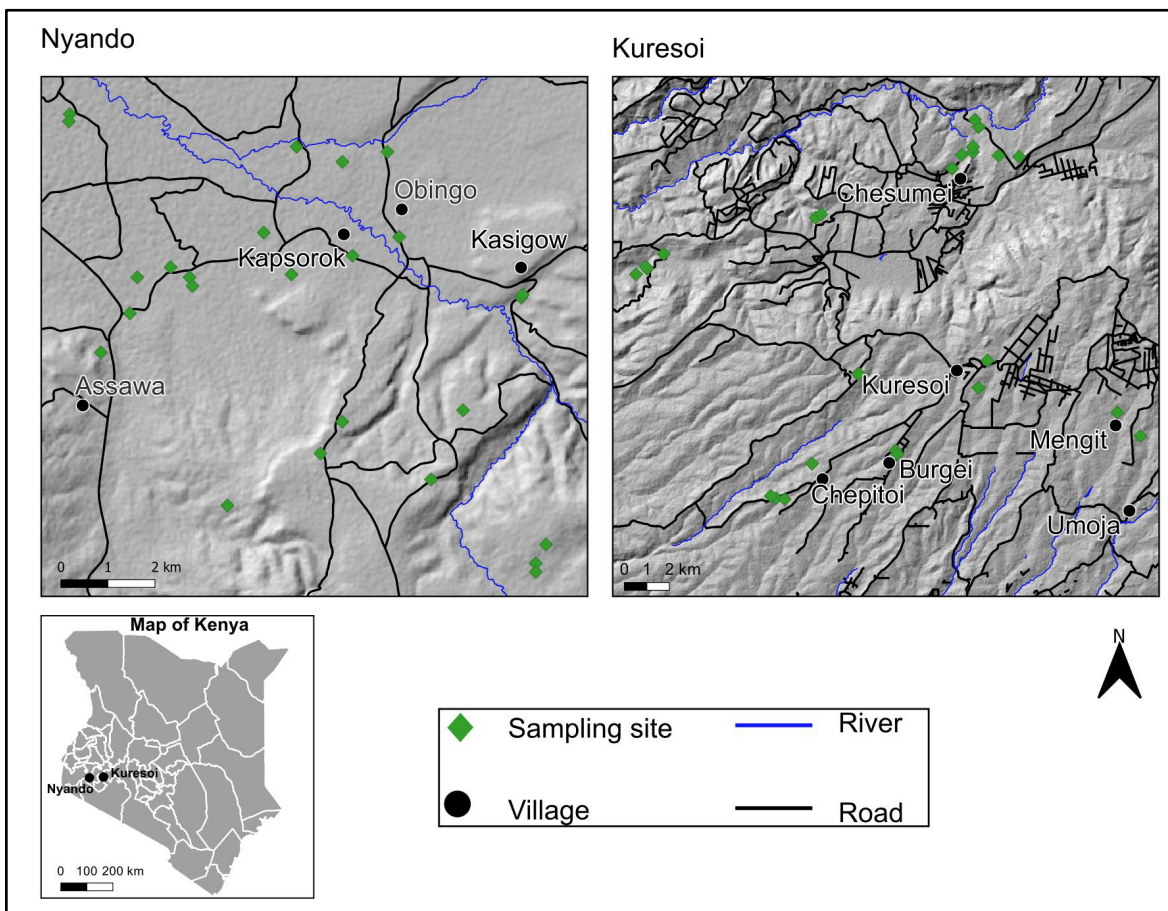 Nyando
Kuresoi
Obingo
Kasigow
Kapsorok
Assawa
0 1 2 km
Chesumei
Kuresoi
Mengit
Burgei
Chepitoi
Umoja
0 1 2 km
Map of Kenya
Kuresoi
Nyando
0 100 200 km
N
Sampling site
River
Village
Road